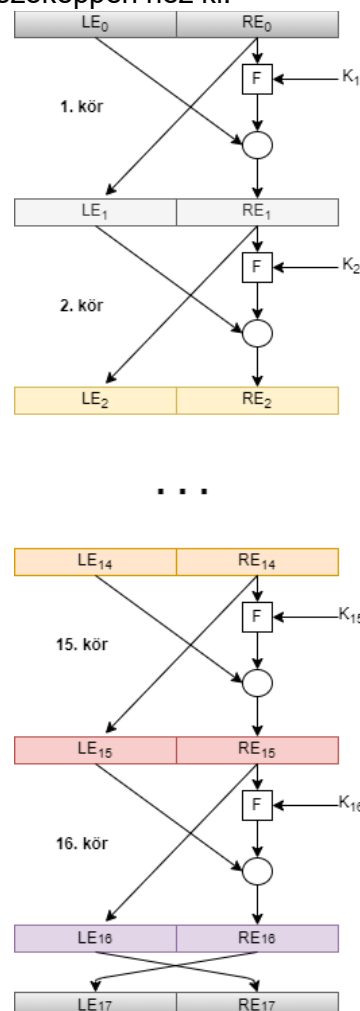 LE₀ RE₀
F K₁
1. kör
LE₁ RE₁
F K₂
2. kör
LE₂ RE₂
. . .
LE₁₄ RE₁₄
F K₁₅
15. kör
LE₁₅ RE₁₅
F K₁₆
16. kör
LE₁₆ RE₁₆
LE₁₇ RE₁₇